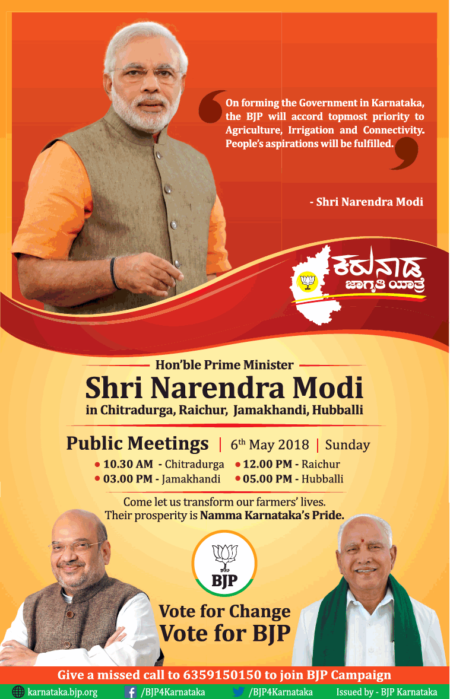 On forming the Government in Karnataka,
the BJP will accord topmost priority to
Agriculture, Irrigation and Connectivity.
People's aspirations will be fulfilled.
- Shri Narendra Modi
ಕರುನಾಡ
ಜಾಗೃತಿ ಯಾತ್ರೆ
Hon'ble Prime Minister
Shri Narendra Modi
in Chitradurga, Raichur, Jamakhandi, Hubballi
Public Meetings | 6th May 2018 | Sunday
• 10.30 AM - Chitradurga • 12.00 PM - Raichur
• 03.00 PM - Jamakhandi • 05.00 PM - Hubballi
Come let us transform our farmers' lives.
Their prosperity is Namma Karnataka's Pride.
BJP
Vote for Change
Vote for BJP
Give a missed call to 6359150150 to join BJP Campaign
karnataka.bjp.org /BJP4Karnataka /BJP4Karnataka Issued by - BJP Karnataka